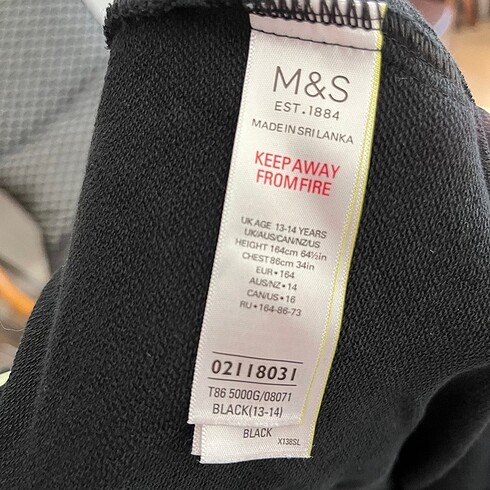 M&S
EST.1884
MADE IN SRI LANKA
KEEP AWAY
FROM FIRE
UK AGE 13-14 YEARS
UK/AUS/CAN/NZ/US
HEIGHT 164cm 64½in
CHEST 86cm 34in
EUR•164
AUS/NZ•14
CAN/US•16
RU•164-86-73
02118031
T86 5000G/08071
BLACK(13-14)
BLACK
X138SL